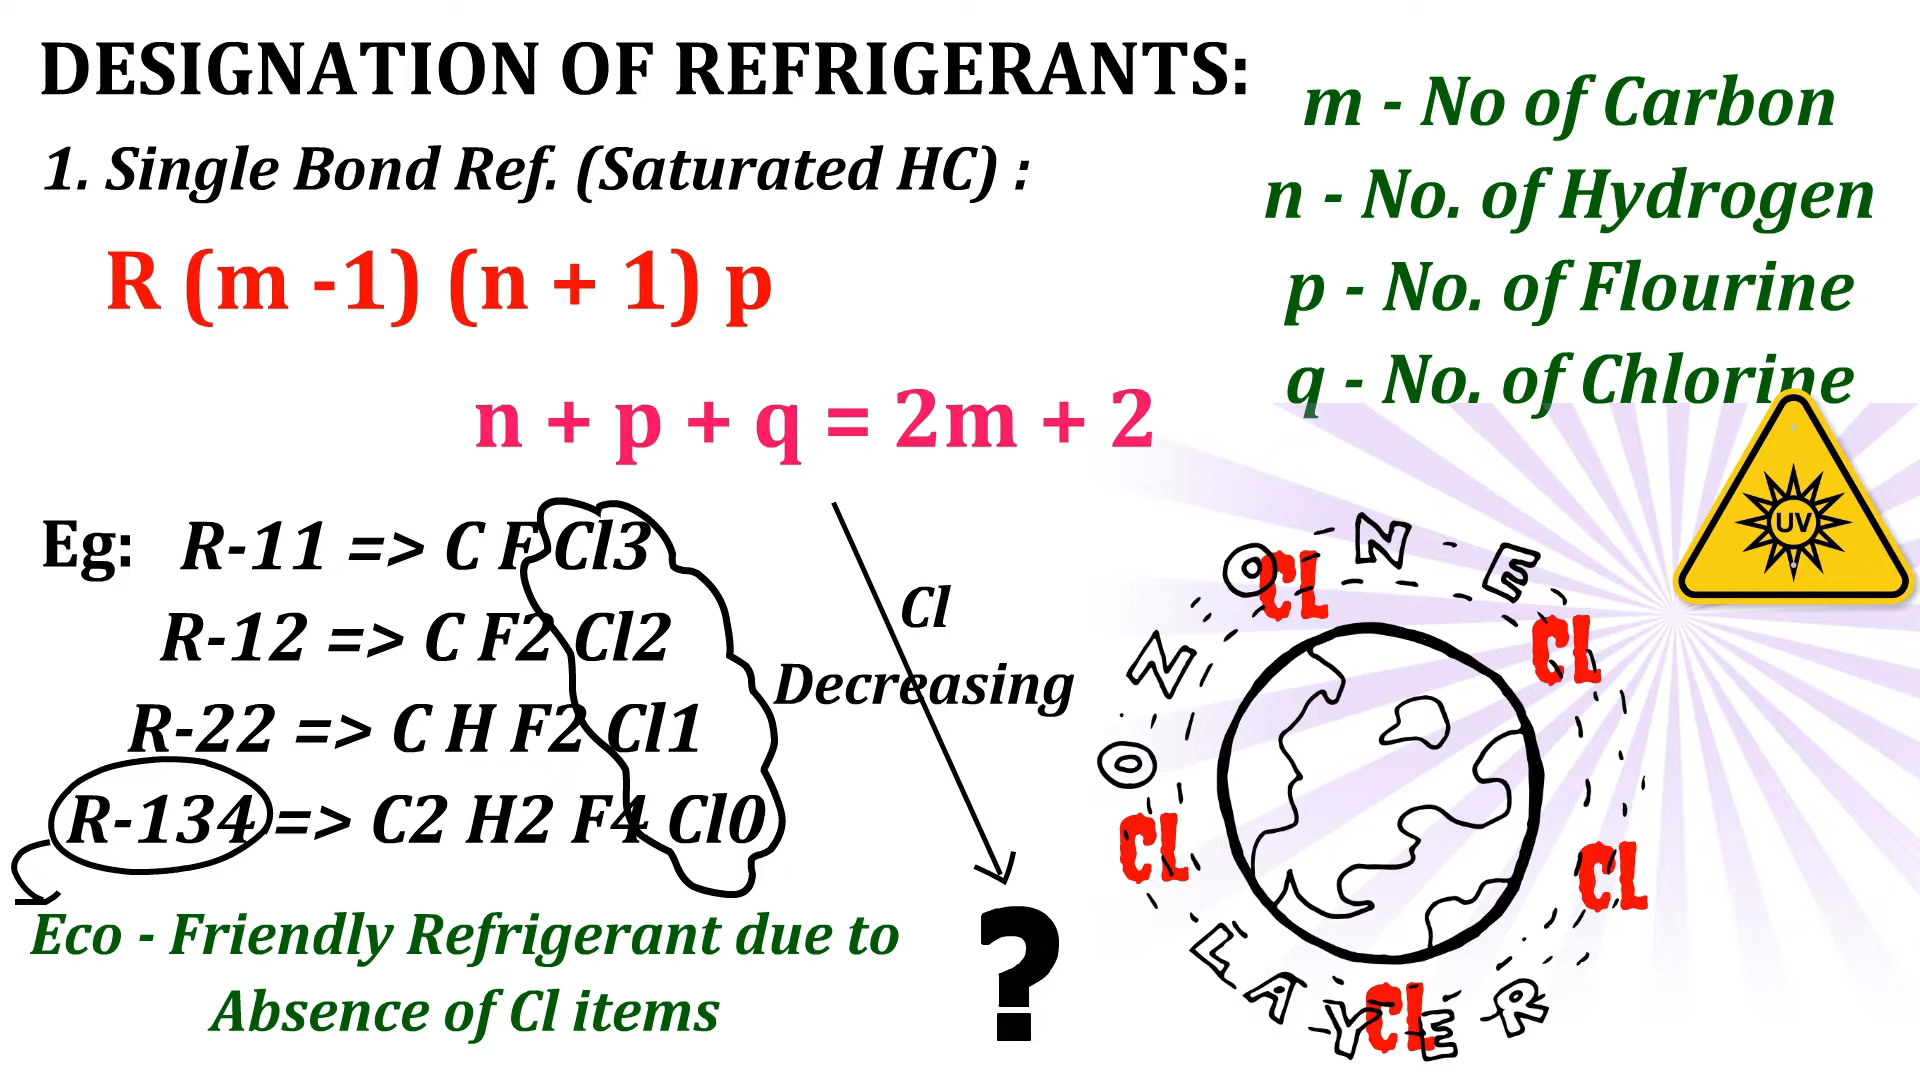 DESIGNATION OF REFRIGERANTS:
1. Single Bond Ref. (Saturated HC) :
R (m -1) (n + 1) p
n + p + q = 2m + 2
m - No of Carbon
n - No. of Hydrogen
p - No. of Flourine
q - No. of Chlorine
Eg: R-11 => C F Cl3
R-12 => C F2 Cl2
R-22 => C H F2 Cl1
R-134 => C2 H2 F4 Cl0
Cl
Decreasing
Eco - Friendly Refrigerant due to
Absence of Cl items
?
UV
OZONE
LAYER
CL
CL
CL
CL
CL